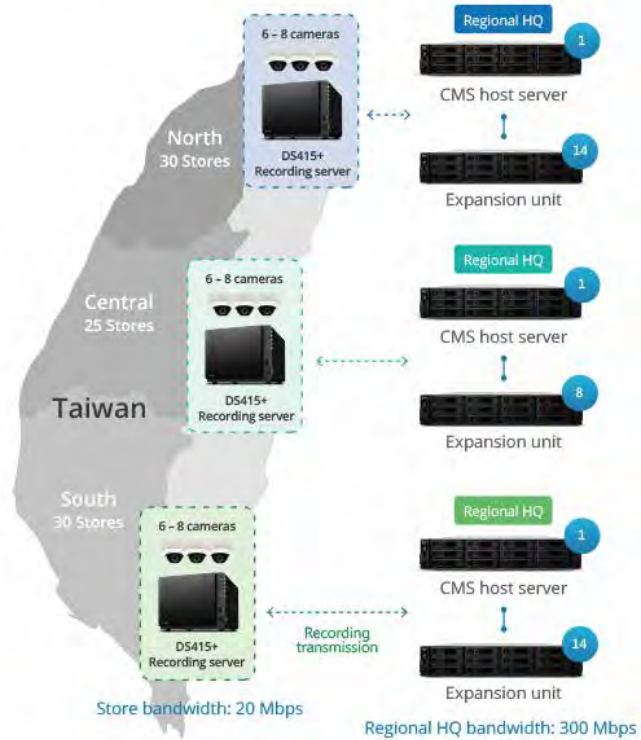 6 – 8 cameras
DS415+
Recording server
North
30 Stores
Regional HQ
1
CMS host server
14
Expansion unit
6 – 8 cameras
DS415+
Recording server
Central
25 Stores
Regional HQ
1
CMS host server
8
Expansion unit
Taiwan
South
30 Stores
6 – 8 cameras
DS415+
Recording server
Recording
transmission
Regional HQ
1
CMS host server
14
Expansion unit
Store bandwidth: 20 Mbps
Regional HQ bandwidth: 300 Mbps